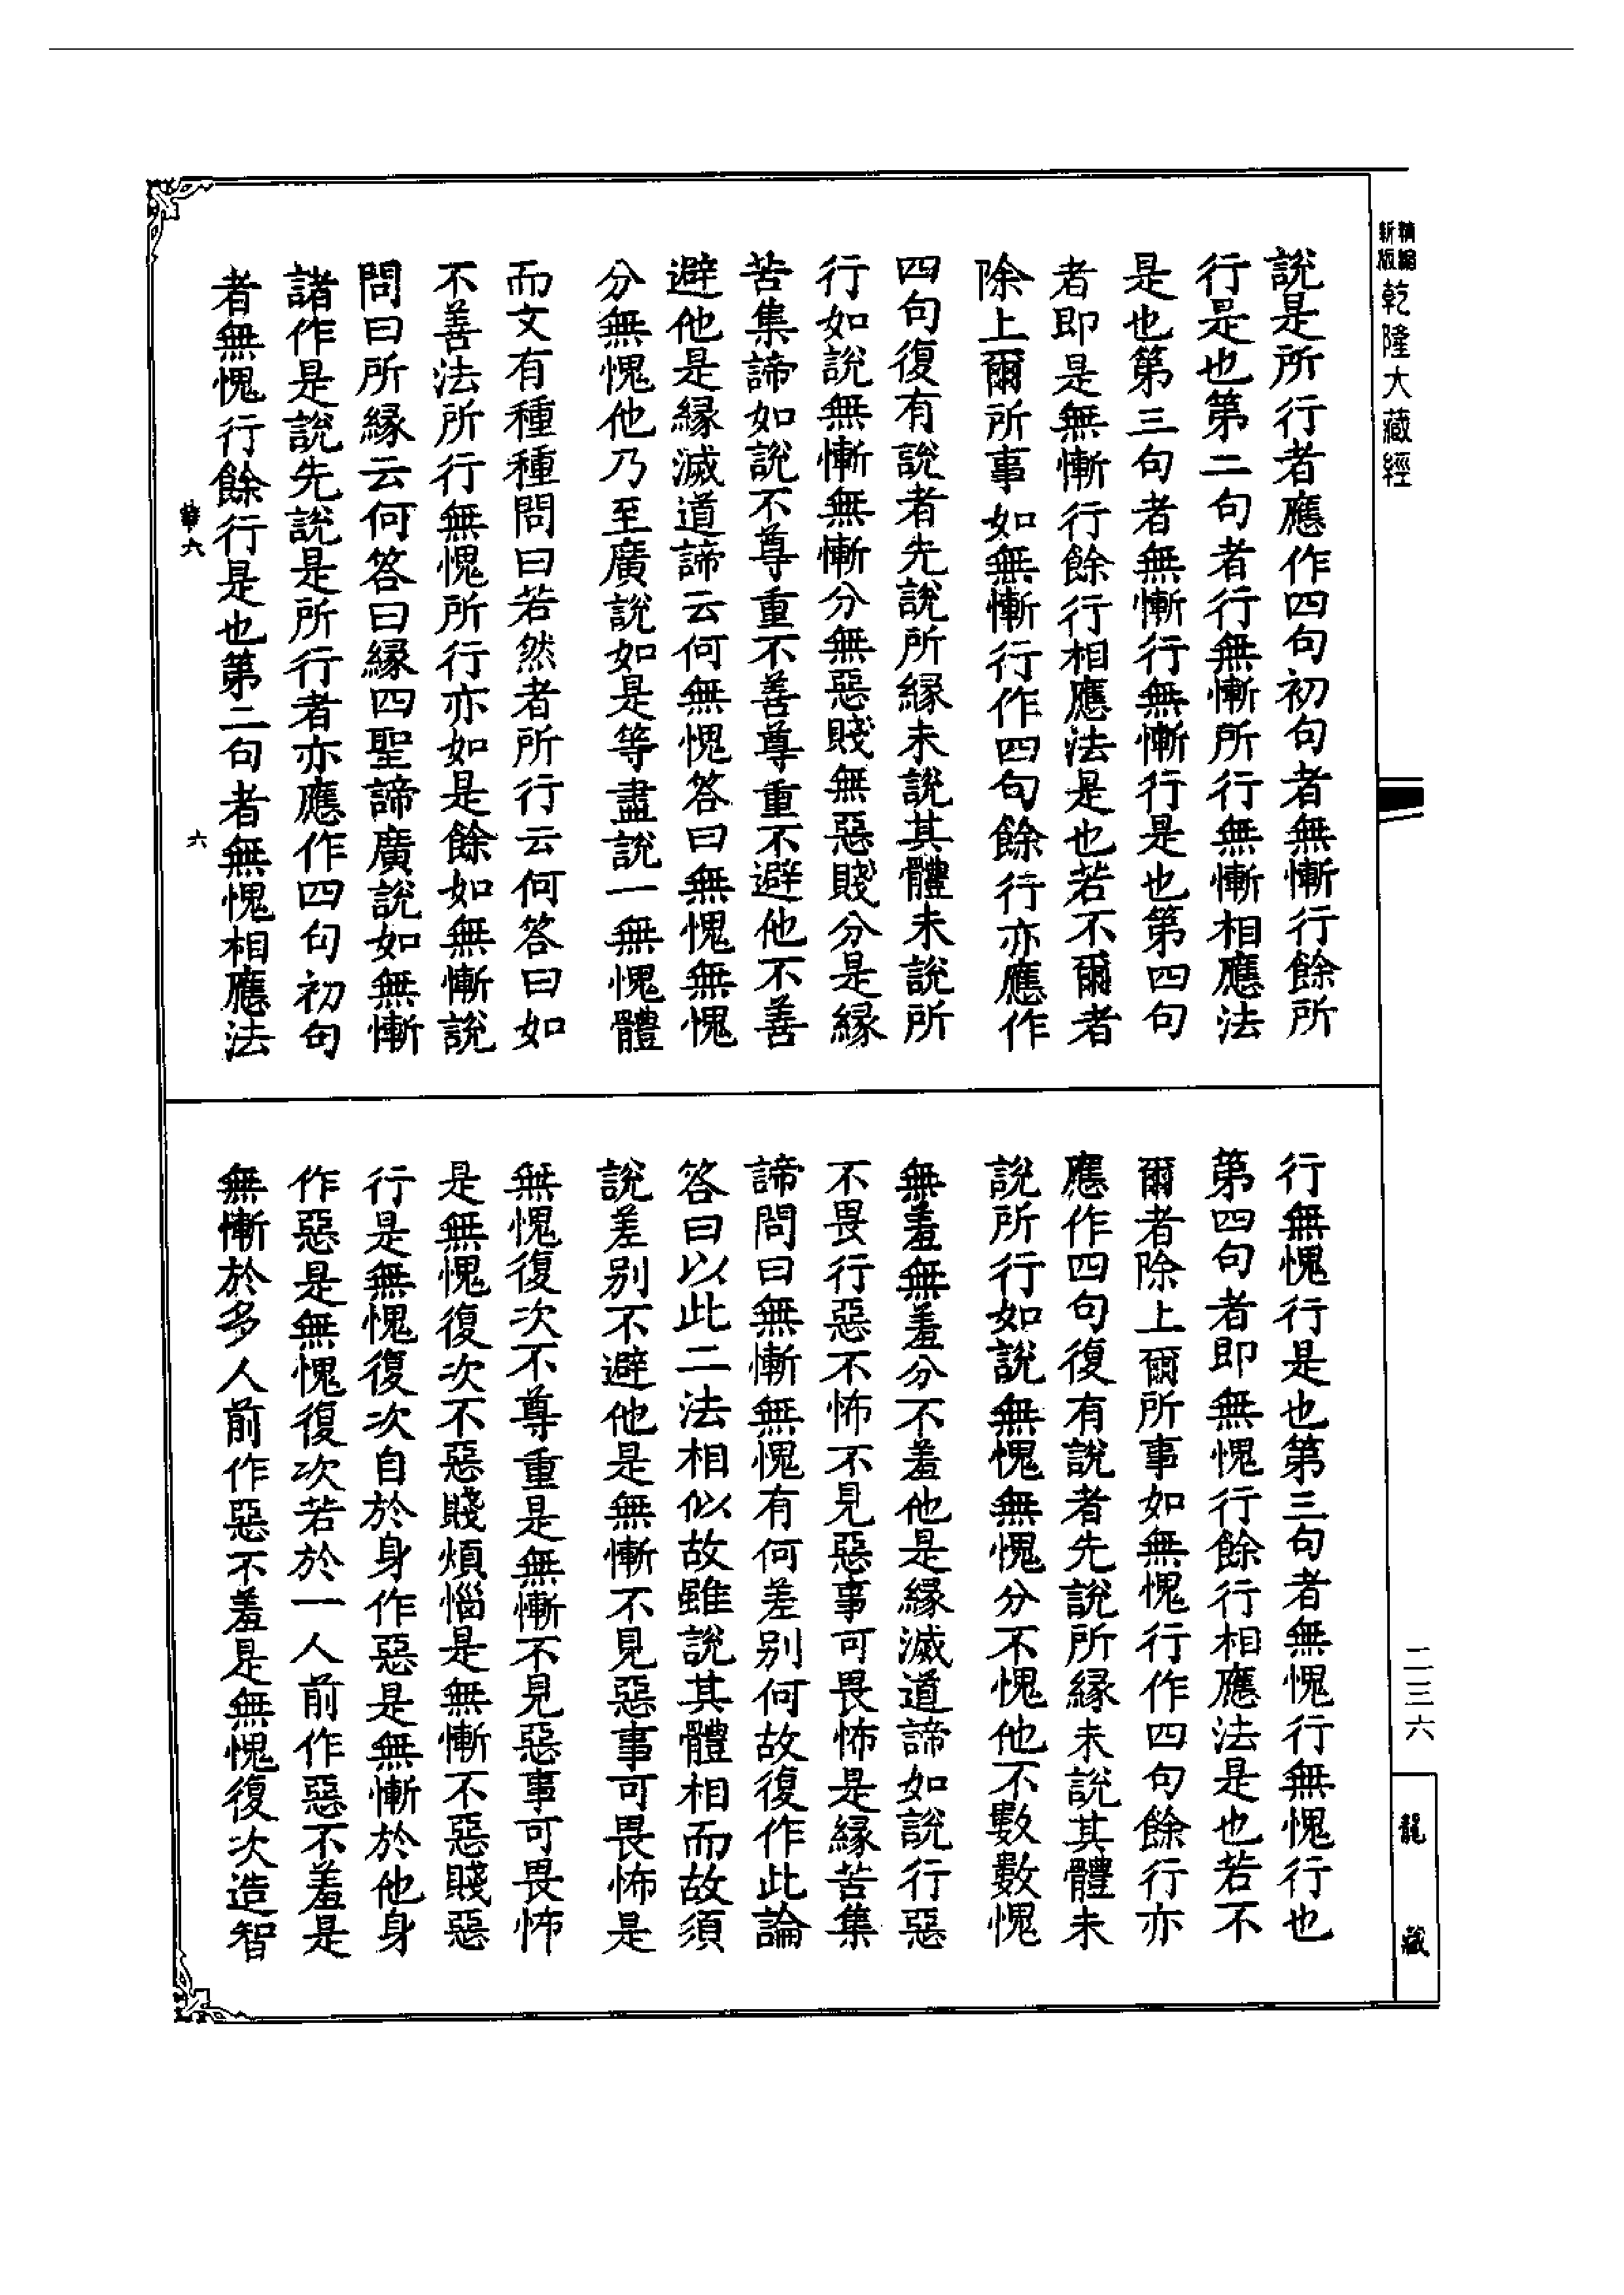 精縮
新版
乾隆大藏經
說是所行者應作四句初句者無慚行餘所
行是也第二句者行無慚所行無慚相應法
是也第三句者無慚行無慚行是也第四句
者即是無慚行餘行相應法是也若不爾者
除上爾所事如無慚行作四句餘行亦應作
四句復有說者先說所緣未說其體未說所
行如說無慚無慚分無惡賤無惡賤分是緣
苦集諦如說不尊重不善尊重不避他不善
避他是緣滅道諦云何無愧答曰無愧無愧
分無愧他乃至廣說如是等盡說一無愧體
而文有種種問曰若然者所行云何答曰如
不善法所行無愧所行亦如是餘如無慚說
問曰所緣云何答曰緣四聖諦廣說如無慚
諸作是說先說是所行者亦應作四句初句
者無愧行餘行是也第二句者無愧相應法
六
行無愧行是也第三句者無愧行無愧行也
第四句者即無愧行餘行相應法是也若不
爾者除上爾所事如無愧行作四句餘行亦
應作四句復有說者先說所緣未說其體未
說所行如說無愧無愧分不愧他不數數愧
無羞無羞分不羞他是緣滅道諦如說行惡
不畏行惡不怖不見惡事可畏怖是緣苦集
諦問曰無慚無愧有何差別何故復作此論
答曰以此二法相似故雖說其體相而故須
說差別不避他是無慚不見惡事可畏怖是
無愧復次不尊重是無慚不見惡事可畏怖
是無愧復次不惡賤煩惱是無慚不惡賤惡
行是無愧復次自於身作惡是無慚於他身
作惡是無愧復次若於一人前作惡不羞是
無慚於多人前作惡不羞是無愧復次造智
二三六
龍藏